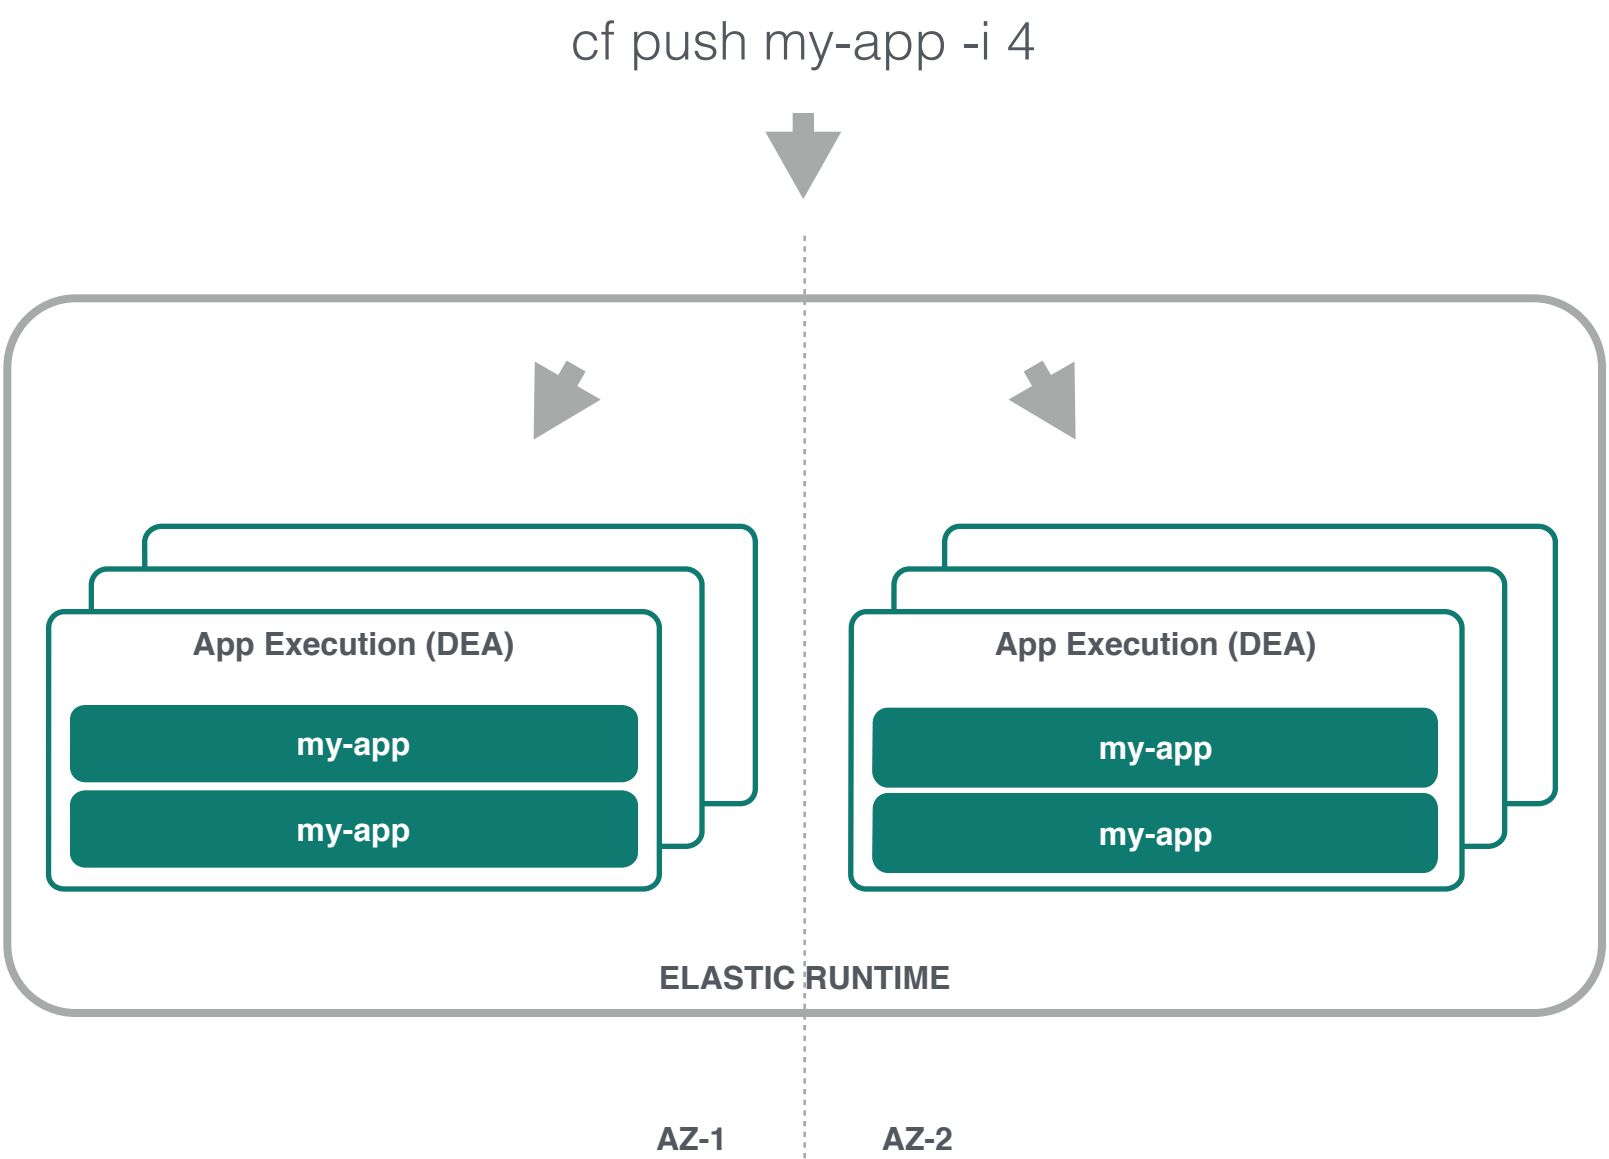 cf push my-app -i 4
App Execution (DEA)
my-app
my-app
App Execution (DEA)
my-app
my-app
ELASTIC RUNTIME
AZ-1
AZ-2